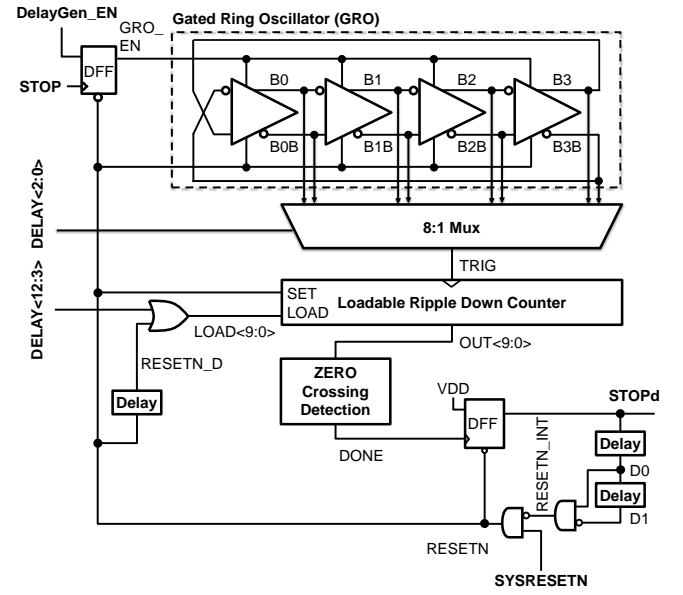 DelayGen_EN
GRO_
EN
Gated Ring Oscillator (GRO)
DFF
STOP
B0
B1
B2
B3
B0B
B1B
B2B
B3B
DELAY<2:0>
8:1 Mux
TRIG
DELAY<12:3>
SET
LOAD
Loadable Ripple Down Counter
LOAD<9:0>
OUT<9:0>
RESETN_D
ZERO
Crossing
Detection
VDD
STOPd
Delay
DFF
DONE
RESETN_INT
Delay
D0
Delay
D1
RESETN
SYSRESETN